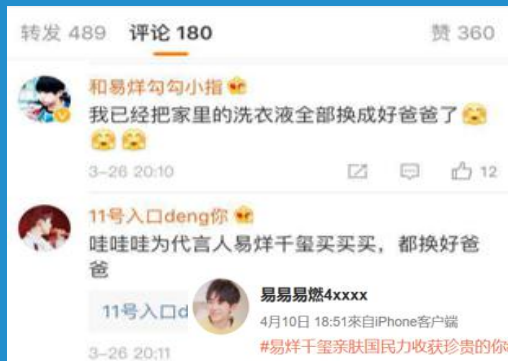 转发 489 评论 180 赞 360
和易烊勾勾小指
我已经把家里的洗衣液全部换成好爸爸了
3-26 20:10 12
11号入口deng你
哇哇哇为代言人易烊千玺买买买，都换好爸
爸
11号入口d
易易易燃4xxxx
4月10日 18:51來自iPhone客户端
#易烊千玺亲肤国民力收获珍贵的你
3-26 20:11